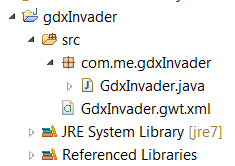 gdxInvader
src
com.me.gdxInvader
GdxInvader.java
GdxInvader.gwt.xml
JRE System Library [jre7]
Referenced Libraries